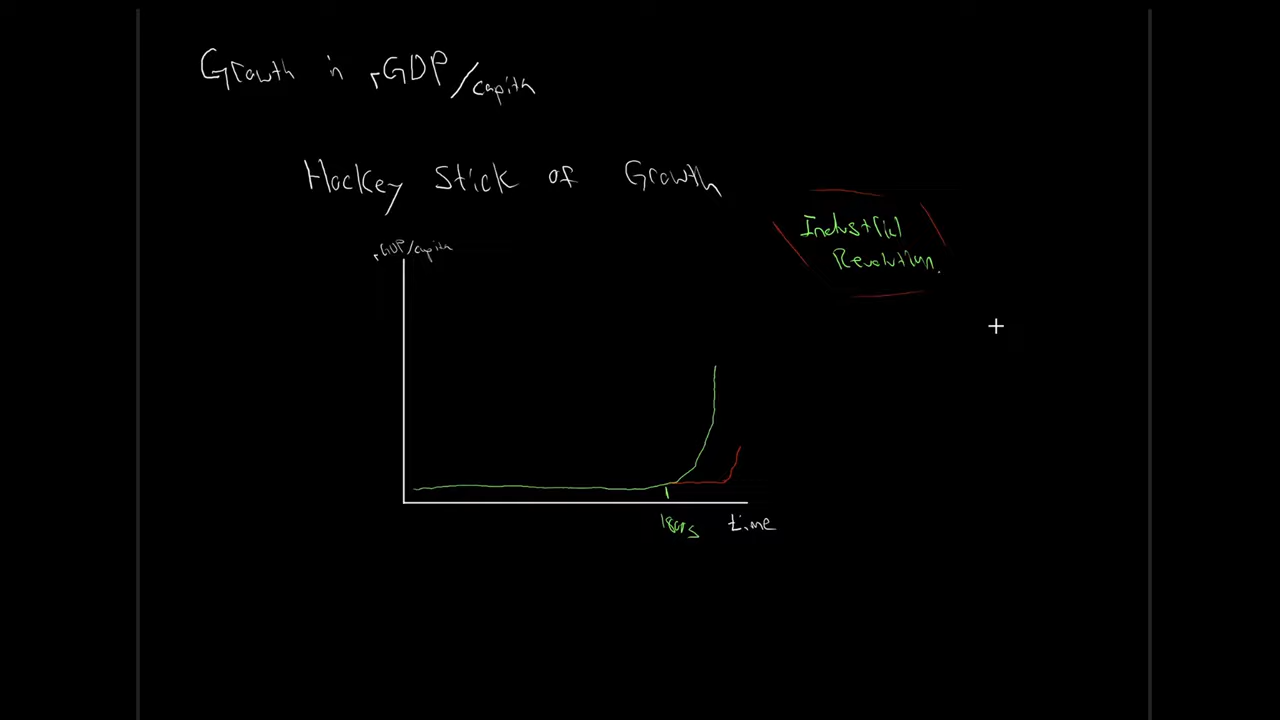 Growth in rGDP/capita
Hockey Stick of Growth
Industrial
Revolution.
rGDP/capita
1800s
time